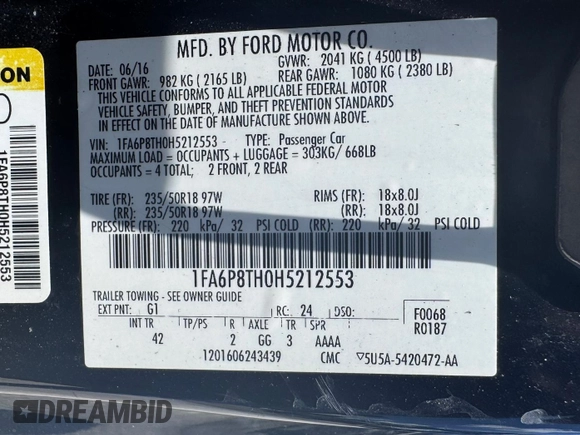 MFD. BY FORD MOTOR CO.
DATE: 06/16 GVWR: 2041 KG ( 4500 LB)
FRONT GAWR: 982 KG ( 2165 LB) REAR GAWR: 1080 KG ( 2380 LB)
THIS VEHICLE CONFORMS TO ALL APPLICABLE FEDERAL MOTOR
VEHICLE SAFETY, BUMPER, AND THEFT PREVENTION STANDARDS
IN EFFECT ON THE DATE OF MANUFACTURE SHOWN ABOVE.
VIN: 1FA6P8TH0H5212553 - TYPE: Passenger Car
MAXIMUM LOAD = OCCUPANTS + LUGGAGE = 303KG/ 668LB
OCCUPANTS = 4 TOTAL; 2 FRONT, 2 REAR
TIRE (FR): 235/50R18 97W RIMS (FR): 18x8.0J
(RR): 235/50R18 97W (RR): 18x8.0J
PRESSURE (FR): 220 kPa/ 32 PSI COLD (RR): 220 kPa/ 32 PSI COLD
1FA6P8TH0H5212553
TRAILER TOWING - SEE OWNER GUIDE
EXT PNT: G1 RC: 24 DSO:
F0068
R0187
INT TR TP/PS R AXLE TR SPR
42 2 GG 3 AAAA
1201606243439 CMC ▽5U5A-5420472-AA
ON
1FA6P8TH0H5212553
DREAMBID